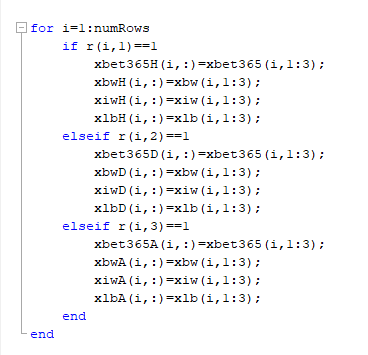 for i=1:numRows
if r(i,1)==1
xbet365H(i,:)=xbet365(i,1:3);
xbwH(i,:)=xbw(i,1:3);
xiwH(i,:)=xiw(i,1:3);
xlbH(i,:)=xlb(i,1:3);
elseif r(i,2)==1
xbet365D(i,:)=xbet365(i,1:3);
xbwD(i,:)=xbw(i,1:3);
xiwD(i,:)=xiw(i,1:3);
xlbD(i,:)=xlb(i,1:3);
elseif r(i,3)==1
xbet365A(i,:)=xbet365(i,1:3);
xbwA(i,:)=xbw(i,1:3);
xiwA(i,:)=xiw(i,1:3);
xlbA(i,:)=xlb(i,1:3);
end
end